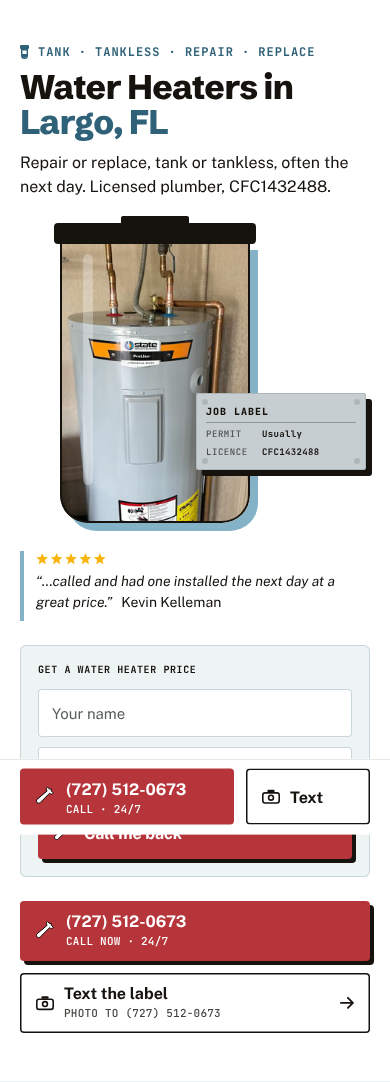 TANK · TANKLESS · REPAIR · REPLACE
Water Heaters in
Largo, FL
Repair or replace, tank or tankless, often the
next day. Licensed plumber, CFC1432488.
state
ProLine
JOB LABEL
PERMIT Usually
LICENCE CFC1432488
“…called and had one installed the next day at a
great price.” Kevin Kelleman
GET A WATER HEATER PRICE
Your name
(727) 512-0673
CALL · 24/7
Text
Call me back
(727) 512-0673
CALL NOW · 24/7
Text the label
PHOTO TO (727) 512-0673